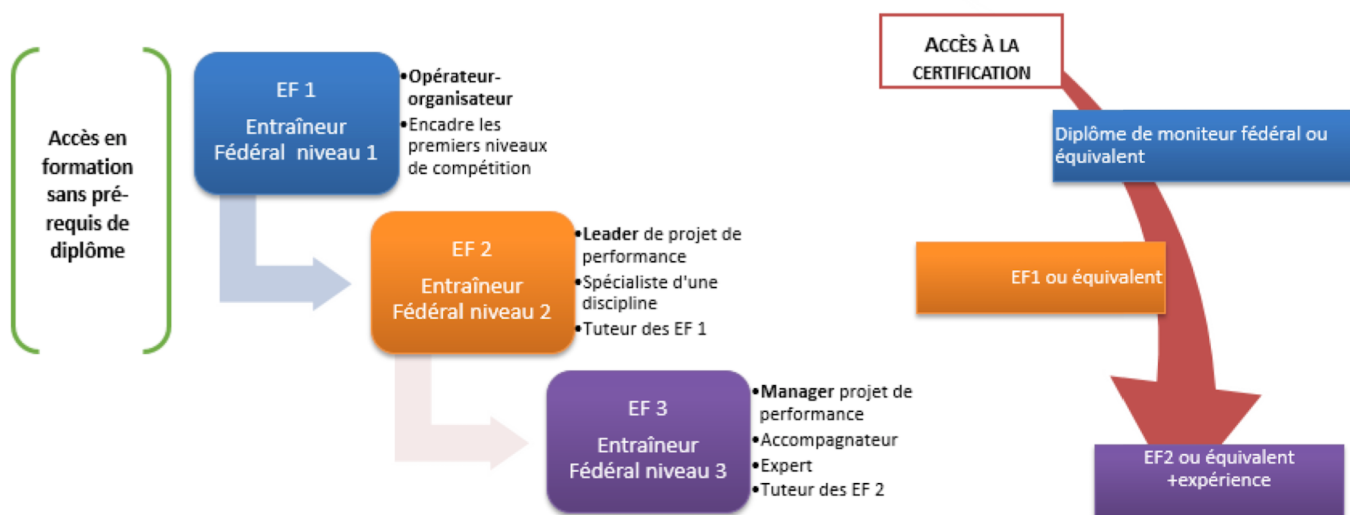 Accès en
formation
sans pré-
requis de
diplôme
EF 1
Entraîneur
Fédéral niveau 1
•Opérateur-
organisateur
•Encadre les
premiers niveaux
de compétition
EF 2
Entraîneur
Fédéral niveau 2
•Leader de projet de
performance
•Spécialiste d'une
discipline
•Tuteur des EF 1
EF 3
Entraîneur
Fédéral niveau 3
•Manager projet de
performance
•Accompagnateur
•Expert
•Tuteur des EF 2
ACCÈS À LA
CERTIFICATION
Diplôme de moniteur fédéral ou
équivalent
EF1 ou équivalent
EF2 ou équivalent
+expérience